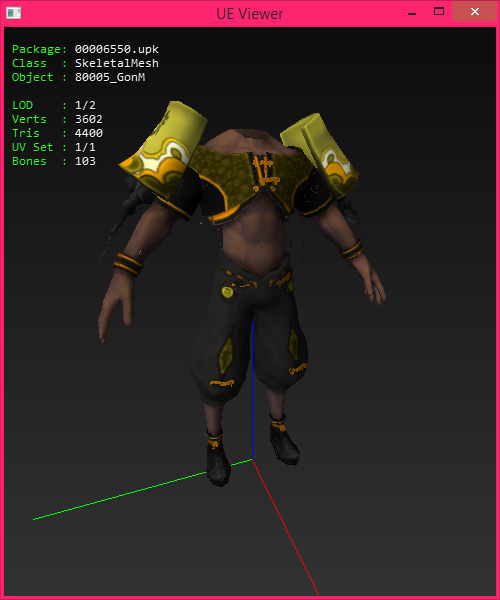 UE Viewer
Package: 00006550.upk
Class  : SkeletalMesh
Object : 80005_GonM
LOD    : 1/2
Verts  : 3602
Tris   : 4400
UV Set : 1/1
Bones  : 103